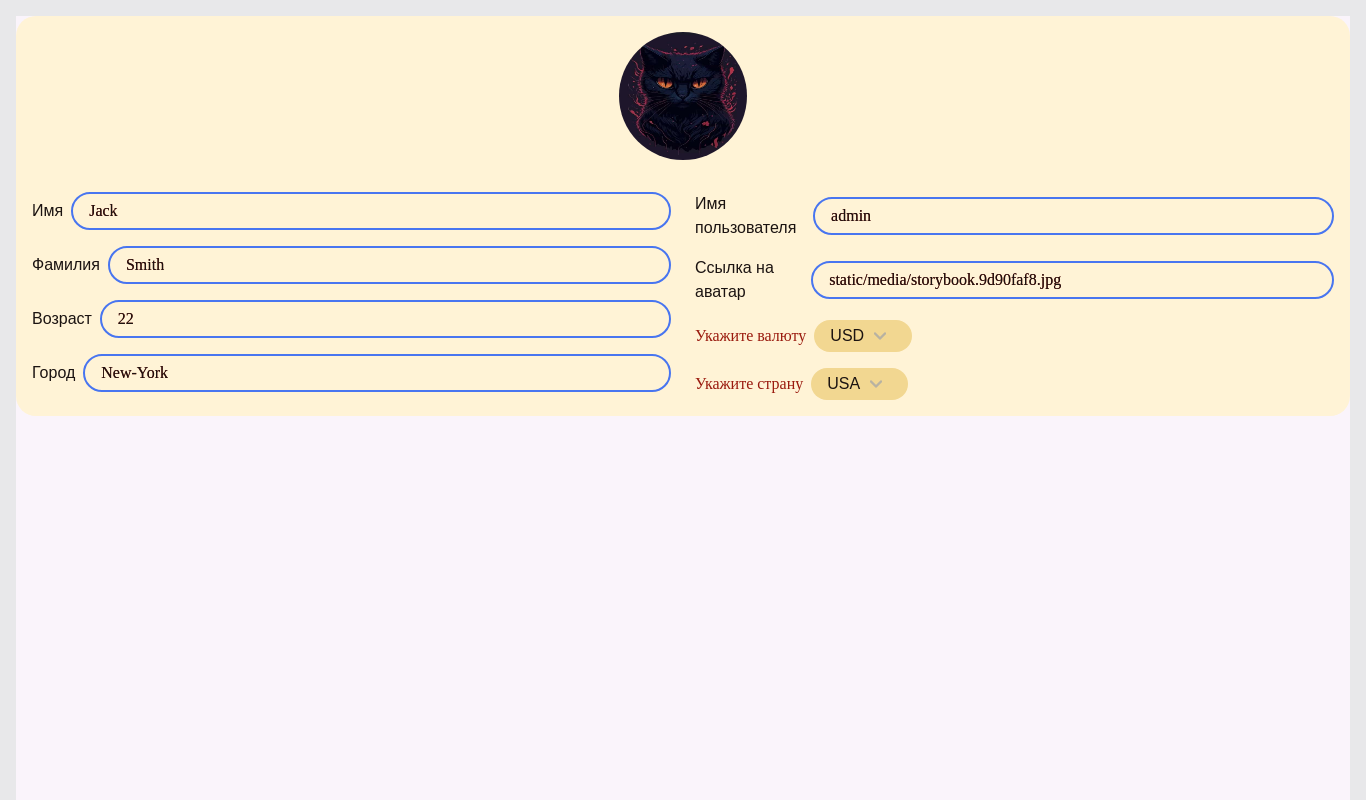 Имя Jack
Фамилия Smith
Возраст 22
Город New-York
Имя
пользователя
admin
Ссылка на
аватар
static/media/storybook.9d90faf8.jpg
Укажите валюту USD
Укажите страну USA